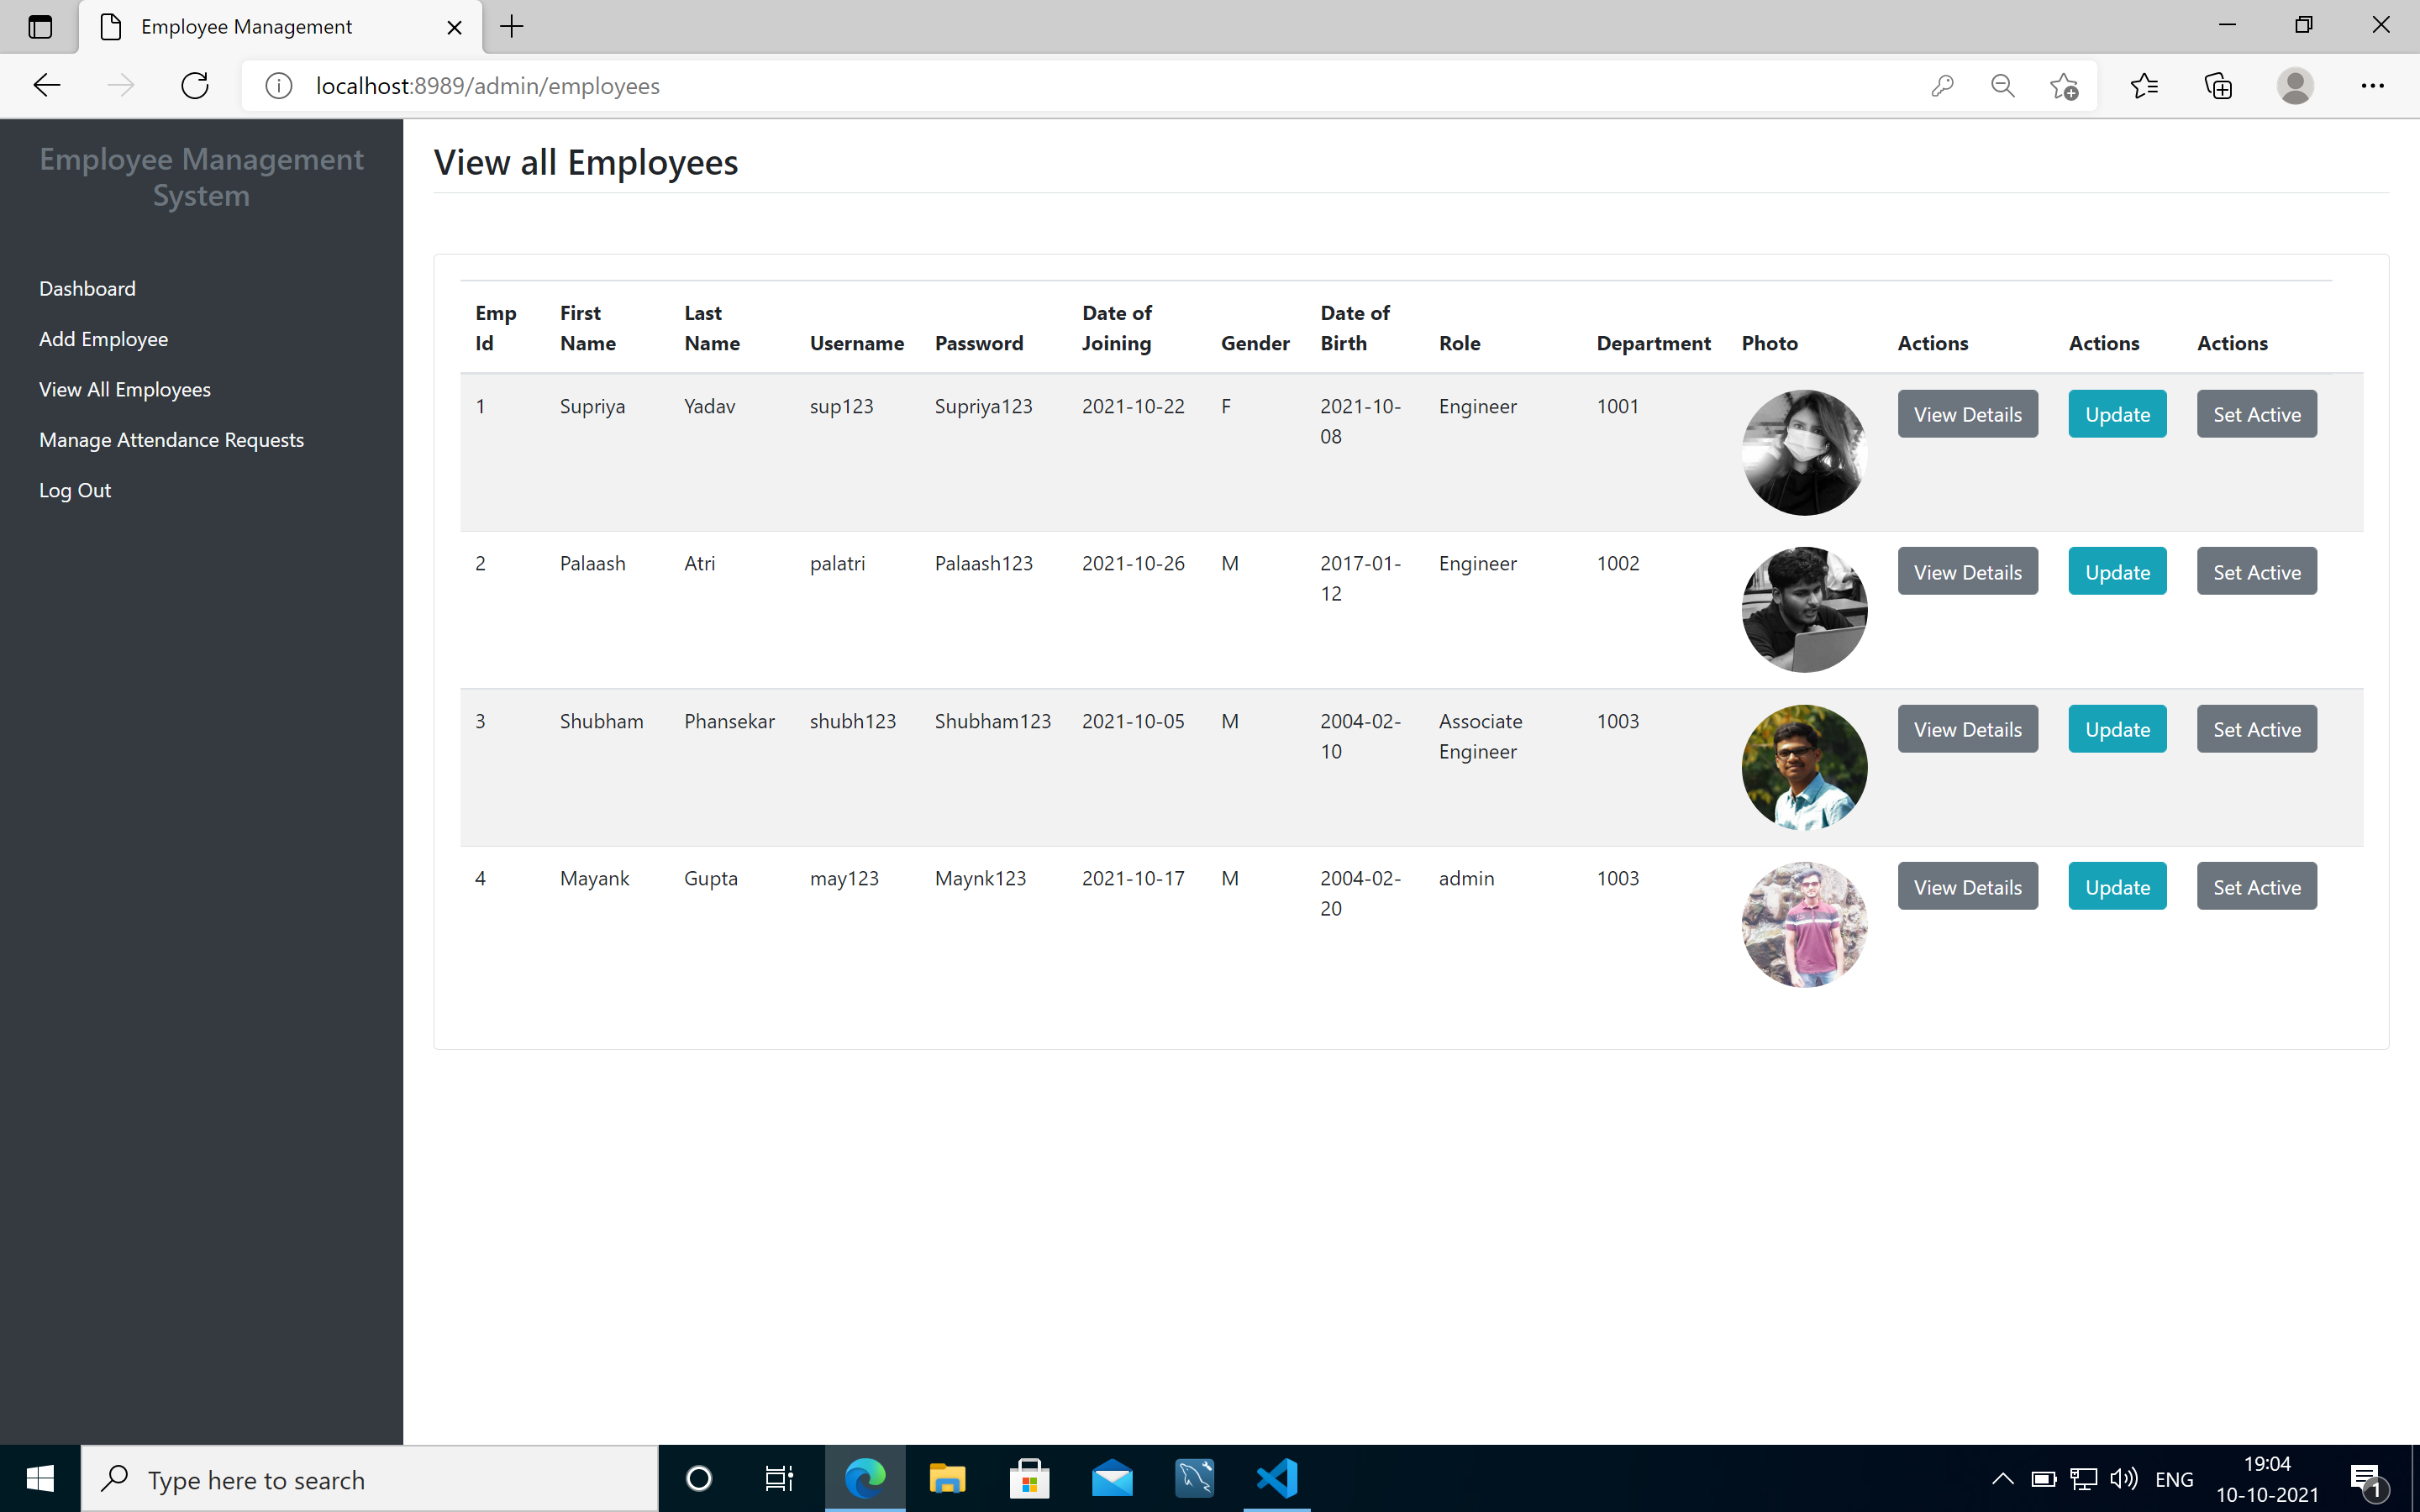 Employee Management
localhost:8989/admin/employees
Employee Management
System
Dashboard
Add Employee
View All Employees
Manage Attendance Requests
Log Out
View all Employees
Emp Id First Name Last Name Username Password Date of Joining Gender Date of Birth Role Department Photo Actions Actions Actions
1 Supriya Yadav sup123 Supriya123 2021-10-22 F 2021-10-08 Engineer 1001 View Details Update Set Active
2 Palaash Atri palatri Palaash123 2021-10-26 M 2017-01-12 Engineer 1002 View Details Update Set Active
3 Shubham Phansekar shubh123 Shubham123 2021-10-05 M 2004-02-10 Associate Engineer 1003 View Details Update Set Active
4 Mayank Gupta may123 Maynk123 2021-10-17 M 2004-02-20 admin 1003 View Details Update Set Active
Type here to search
ENG
19:04
10-10-2021
1